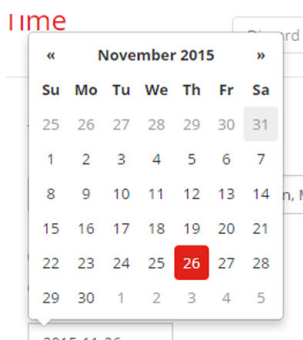 Time
« November 2015 »
Su Mo Tu We Th Fr Sa
25 26 27 28 29 30 31
1 2 3 4 5 6 7
8 9 10 11 12 13 14
15 16 17 18 19 20 21
22 23 24 25 26 27 28
29 30 1 2 3 4 5
2015-11-26